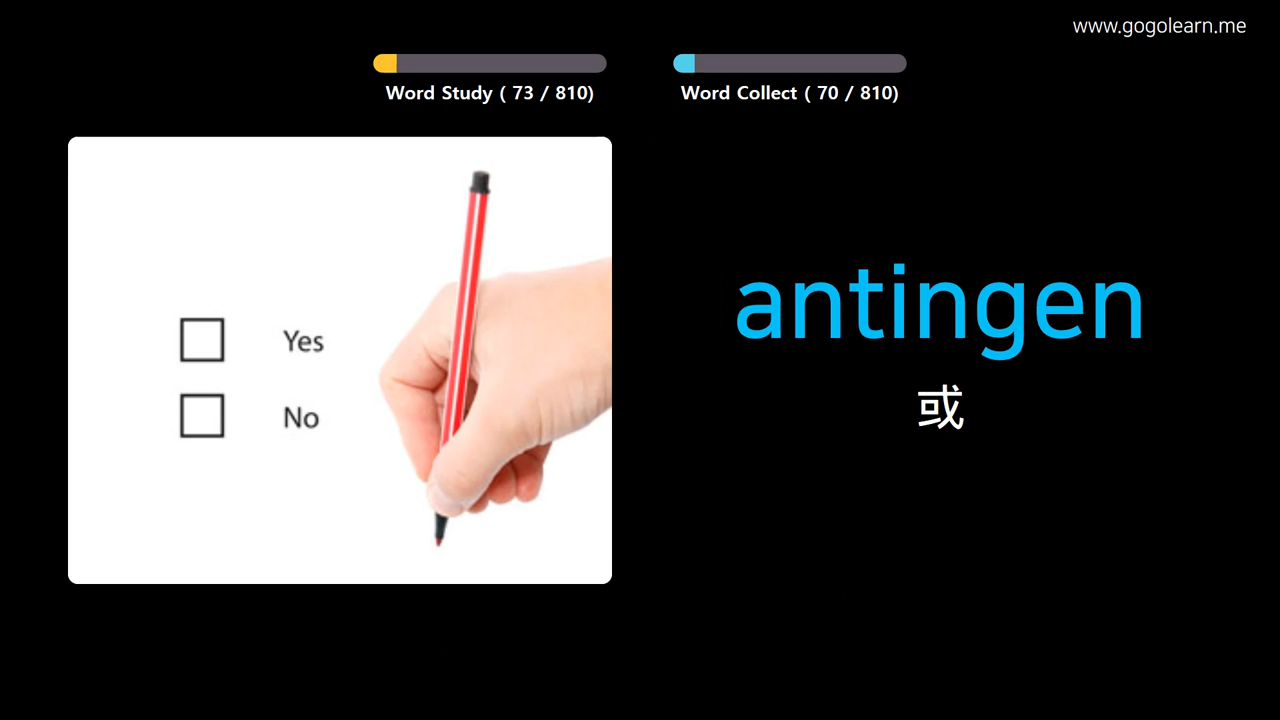 www.gogolearn.me
Word Study ( 73 / 810)
Word Collect ( 70 / 810)
Yes
No
antingen
或